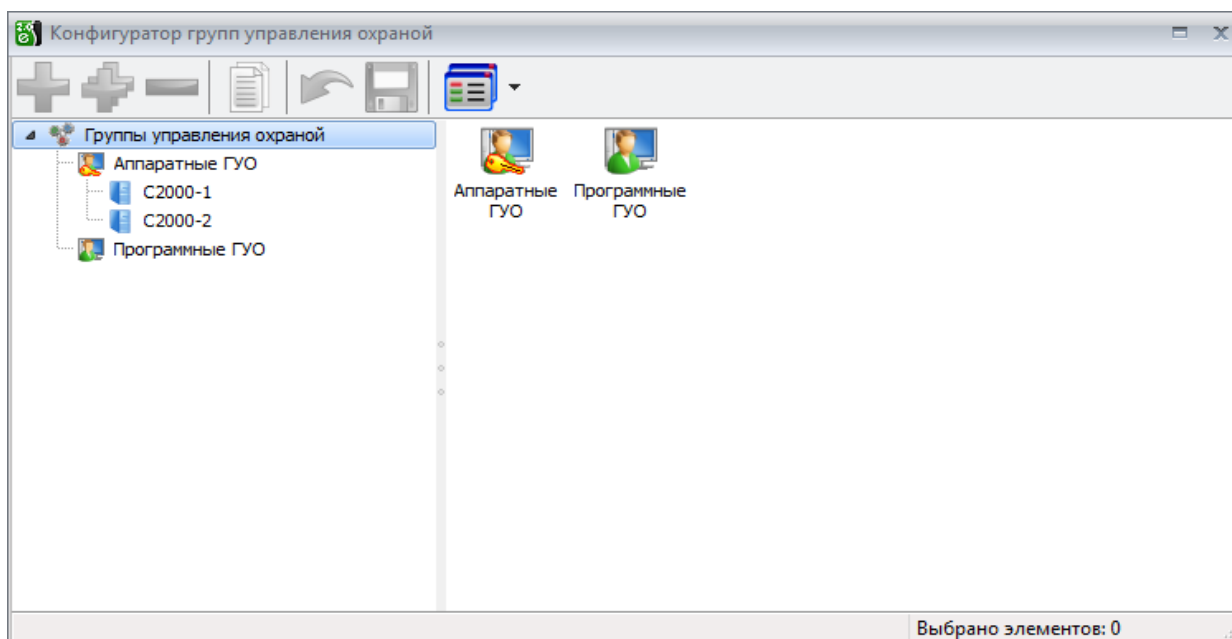 Конфигуратор групп управления охраной
Группы управления охраной
Аппаратные ГУО
С2000-1
С2000-2
Программные ГУО
Аппаратные
ГУО
Программные
ГУО
Выбрано элементов: 0